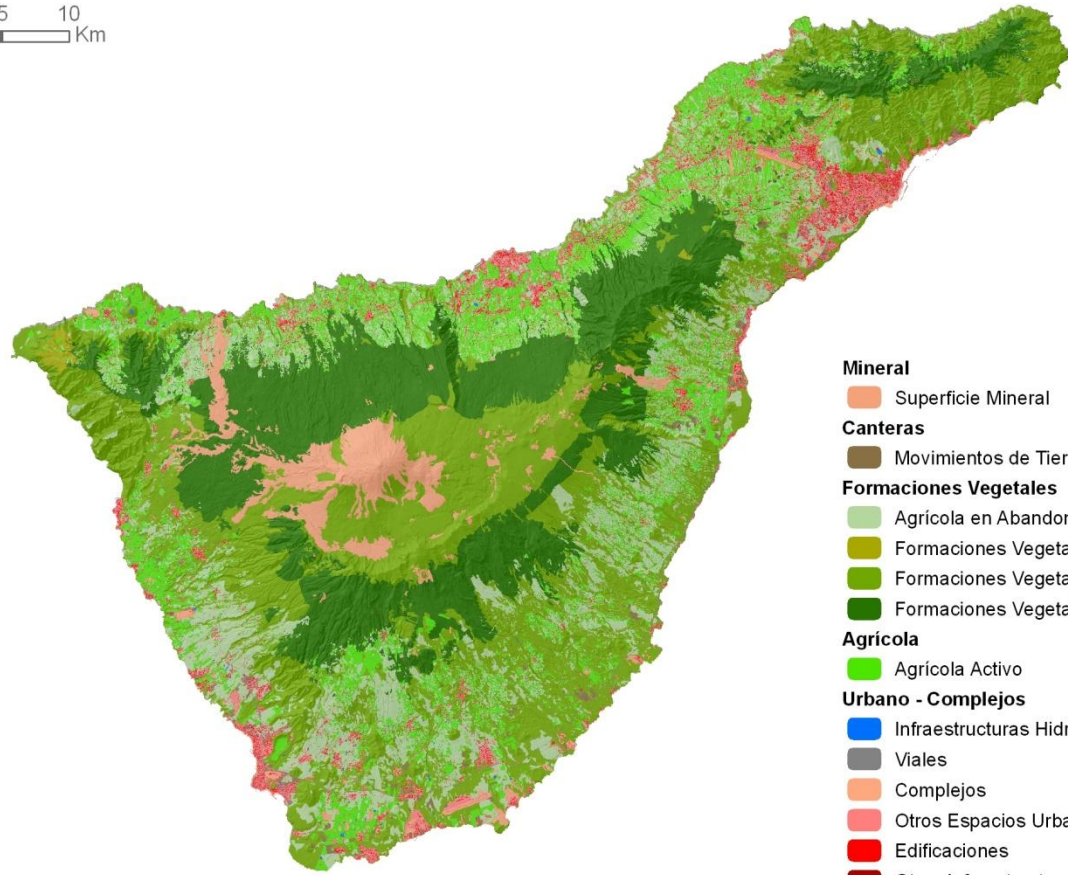 5 10
Km
Mineral
Superficie Mineral
Canteras
Movimientos de Tier
Formaciones Vegetales
Agrícola en Abandor
Formaciones Vegeta
Formaciones Vegeta
Formaciones Vegeta
Agrícola
Agrícola Activo
Urbano - Complejos
Infraestructuras Hidr
Viales
Complejos
Otros Espacios Urba
Edificaciones